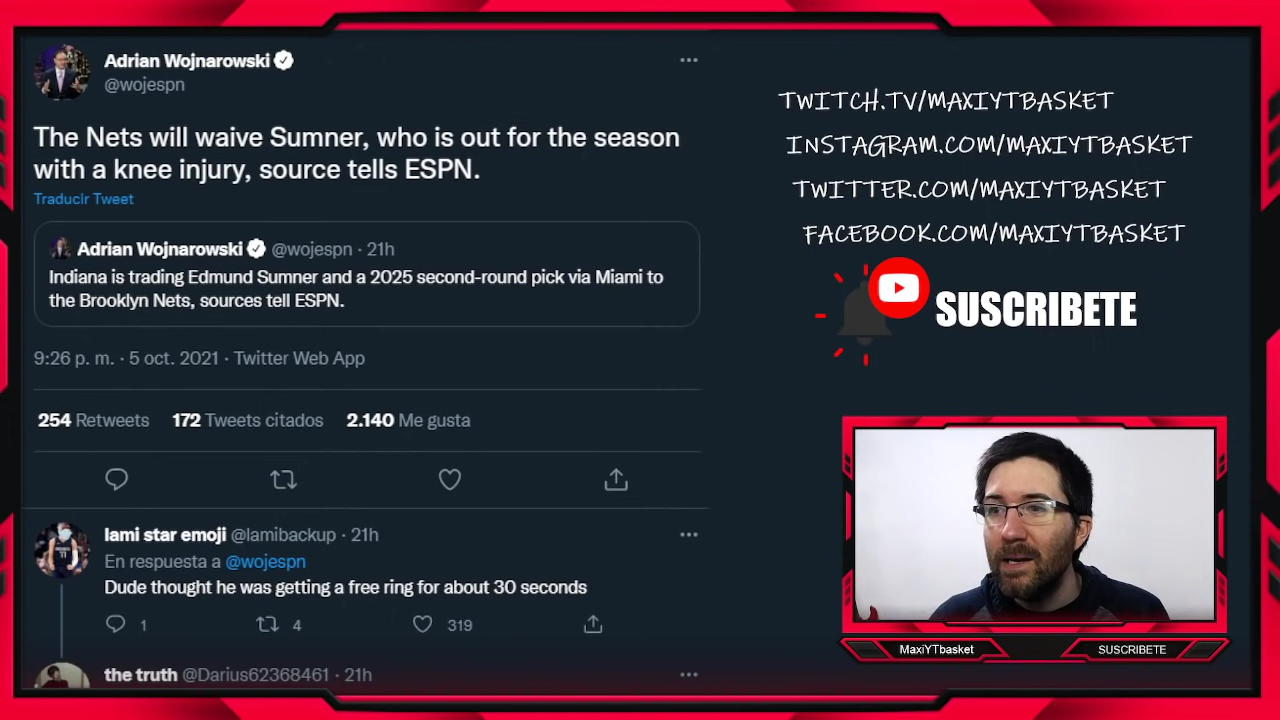 Adrian Wojnarowski
@wojespn
The Nets will waive Sumner, who is out for the season
with a knee injury, source tells ESPN.
Traducir Tweet
Adrian Wojnarowski @wojespn · 21h
Indiana is trading Edmund Sumner and a 2025 second-round pick via Miami to
the Brooklyn Nets, sources tell ESPN.
9:26 p. m. · 5 oct. 2021 · Twitter Web App
254 Retweets 172 Tweets citados 2.140 Me gusta
lami star emoji @lamibackup · 21h
En respuesta a @wojespn
Dude thought he was getting a free ring for about 30 seconds
1 4 319
the truth @Darius62368461 · 21h
TWITCH.TV/MAXIYTBASKET
INSTAGRAM.COM/MAXIYTBASKET
TWITTER.COM/MAXIYTBASKET
FACEBOOK.COM/MAXIYTBASKET
SUSCRIBETE
MaxiYTbasket
SUSCRIBETE